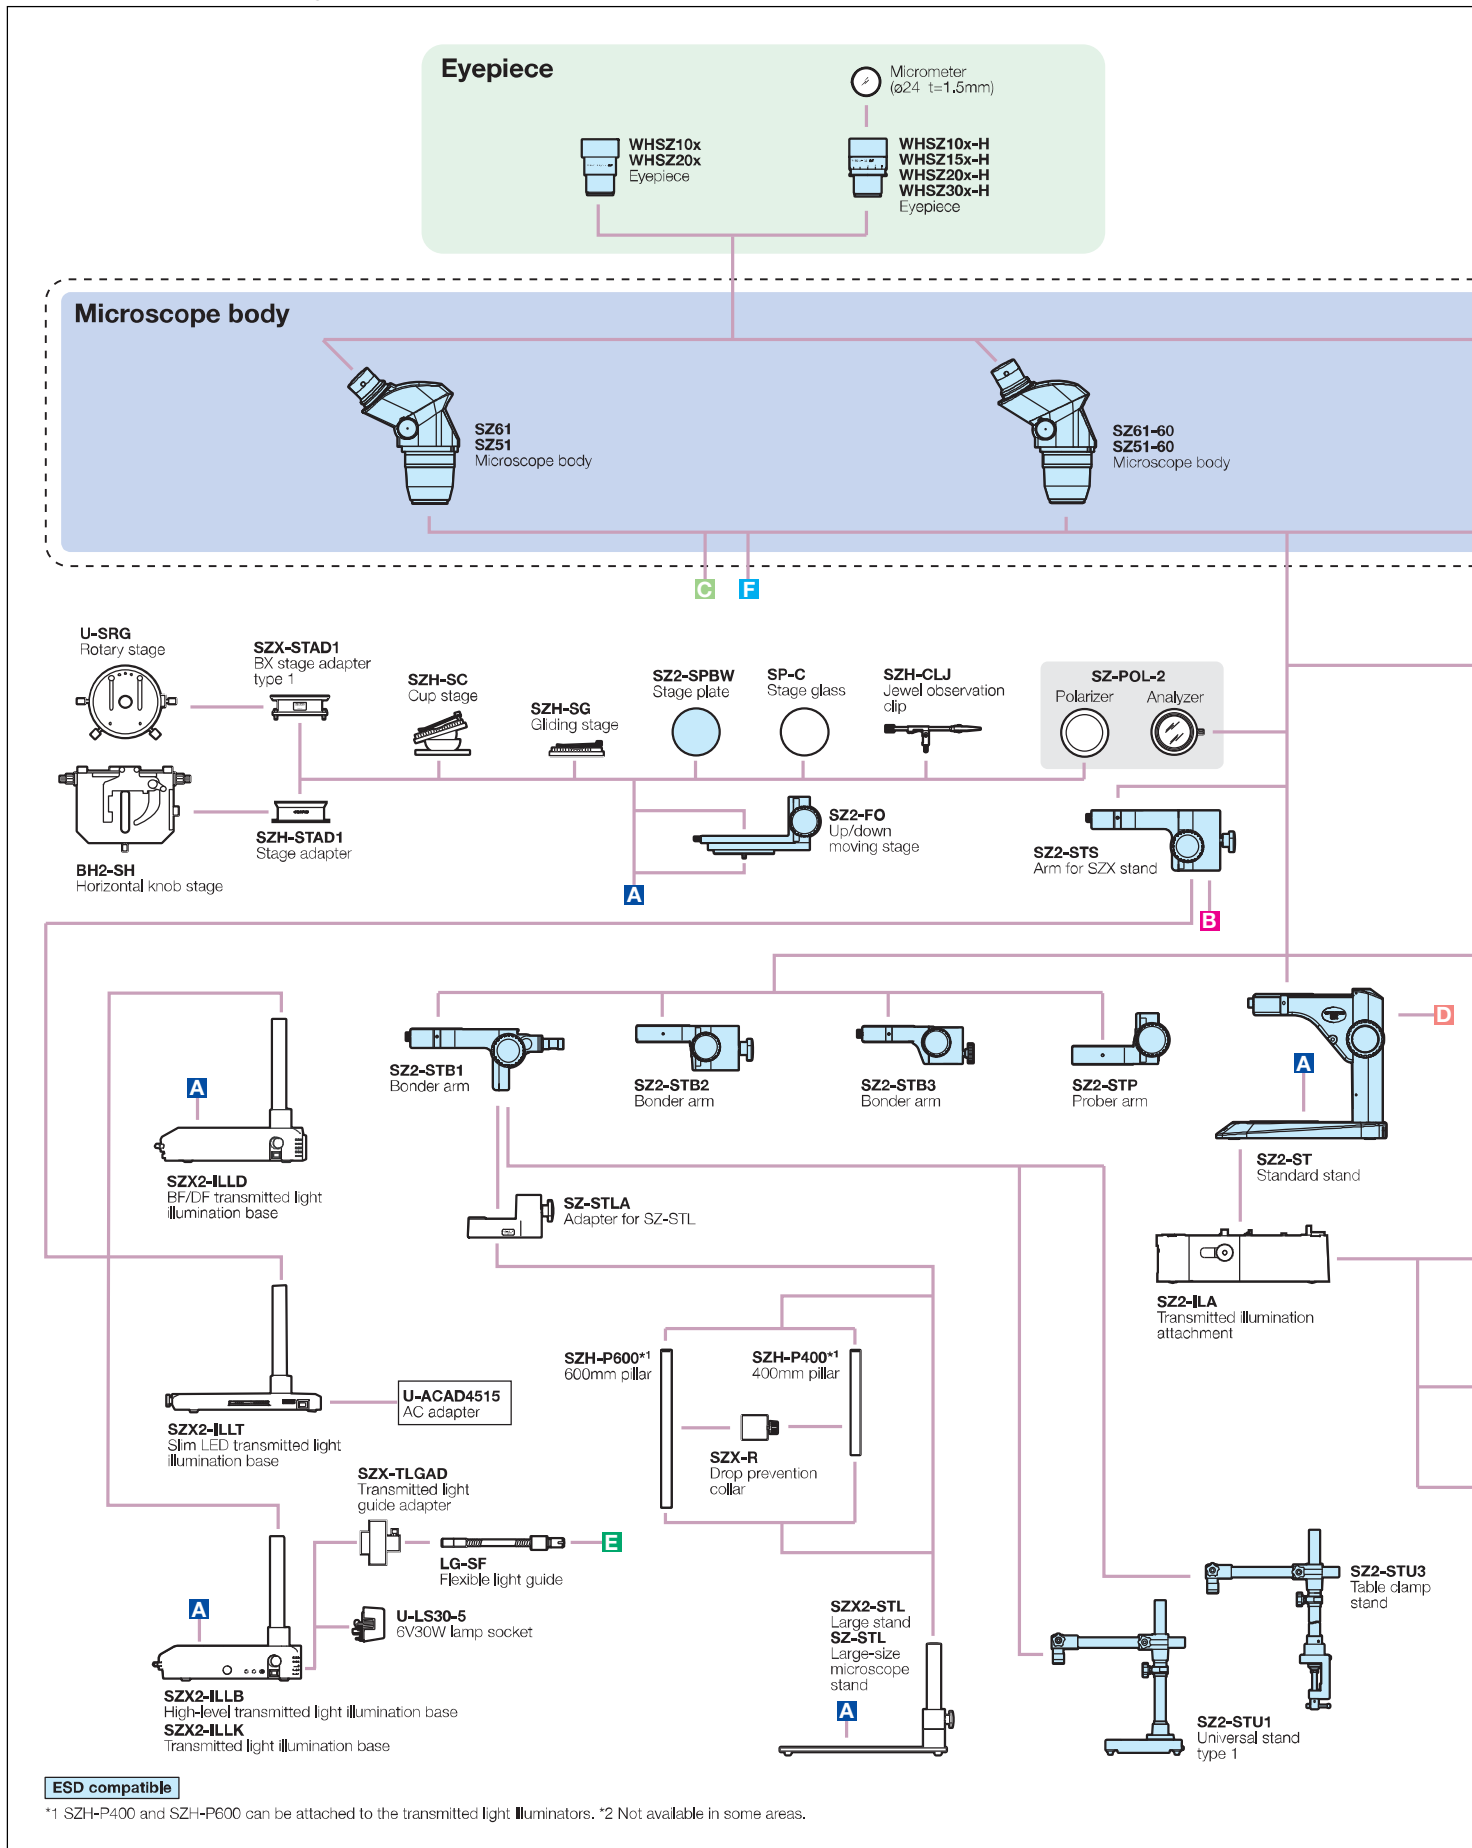 Eyepiece
Micrometer
(ø24 t=1.5mm)
WHSZ10x
WHSZ20x
Eyepiece
WHSZ10x-H
WHSZ15x-H
WHSZ20x-H
WHSZ30x-H
Eyepiece
Microscope body
SZ61
SZ51
Microscope body
SZ61-60
SZ51-60
Microscope body
C
F
U-SRG
Rotary stage
SZX-STAD1
BX stage adapter
type 1
SZH-SC
Cup stage
SZH-SG
Gliding stage
SZ2-SPBW
Stage plate
SP-C
Stage glass
SZH-CLJ
Jewel observation
clip
SZ-POL-2
Polarizer
Analyzer
BH2-SH
Horizontal knob stage
SZH-STAD1
Stage adapter
SZ2-FO
Up/down
moving stage
SZ2-STS
Arm for SZX stand
A
B
SZ2-STB1
Bonder arm
SZ2-STB2
Bonder arm
SZ2-STB3
Bonder arm
SZ2-STP
Prober arm
D
A
SZ2-ST
Standard stand
A
SZX2-ILLD
BF/DF transmitted light
illumination base
SZ-STLA
Adapter for SZ-STL
SZ2-ILA
Transmitted illumination
attachment
SZH-P600*1
600mm pillar
SZH-P400*1
400mm pillar
SZX-R
Drop prevention
collar
U-ACAD4515
AC adapter
SZX2-ILLT
Slim LED transmitted light
illumination base
SZX-TLGAD
Transmitted light
guide adapter
LG-SF
Flexible light guide
E
U-LS30-5
6V30W lamp socket
A
SZX2-ILLB
High-level transmitted light illumination base
SZX2-ILLK
Transmitted light illumination base
SZX2-STL
Large stand
SZ-STL
Large-size
microscope
stand
A
SZ2-STU3
Table clamp
stand
SZ2-STU1
Universal stand
type 1
ESD compatible
*1 SZH-P400 and SZH-P600 can be attached to the transmitted light Illuminators. *2 Not available in some areas.